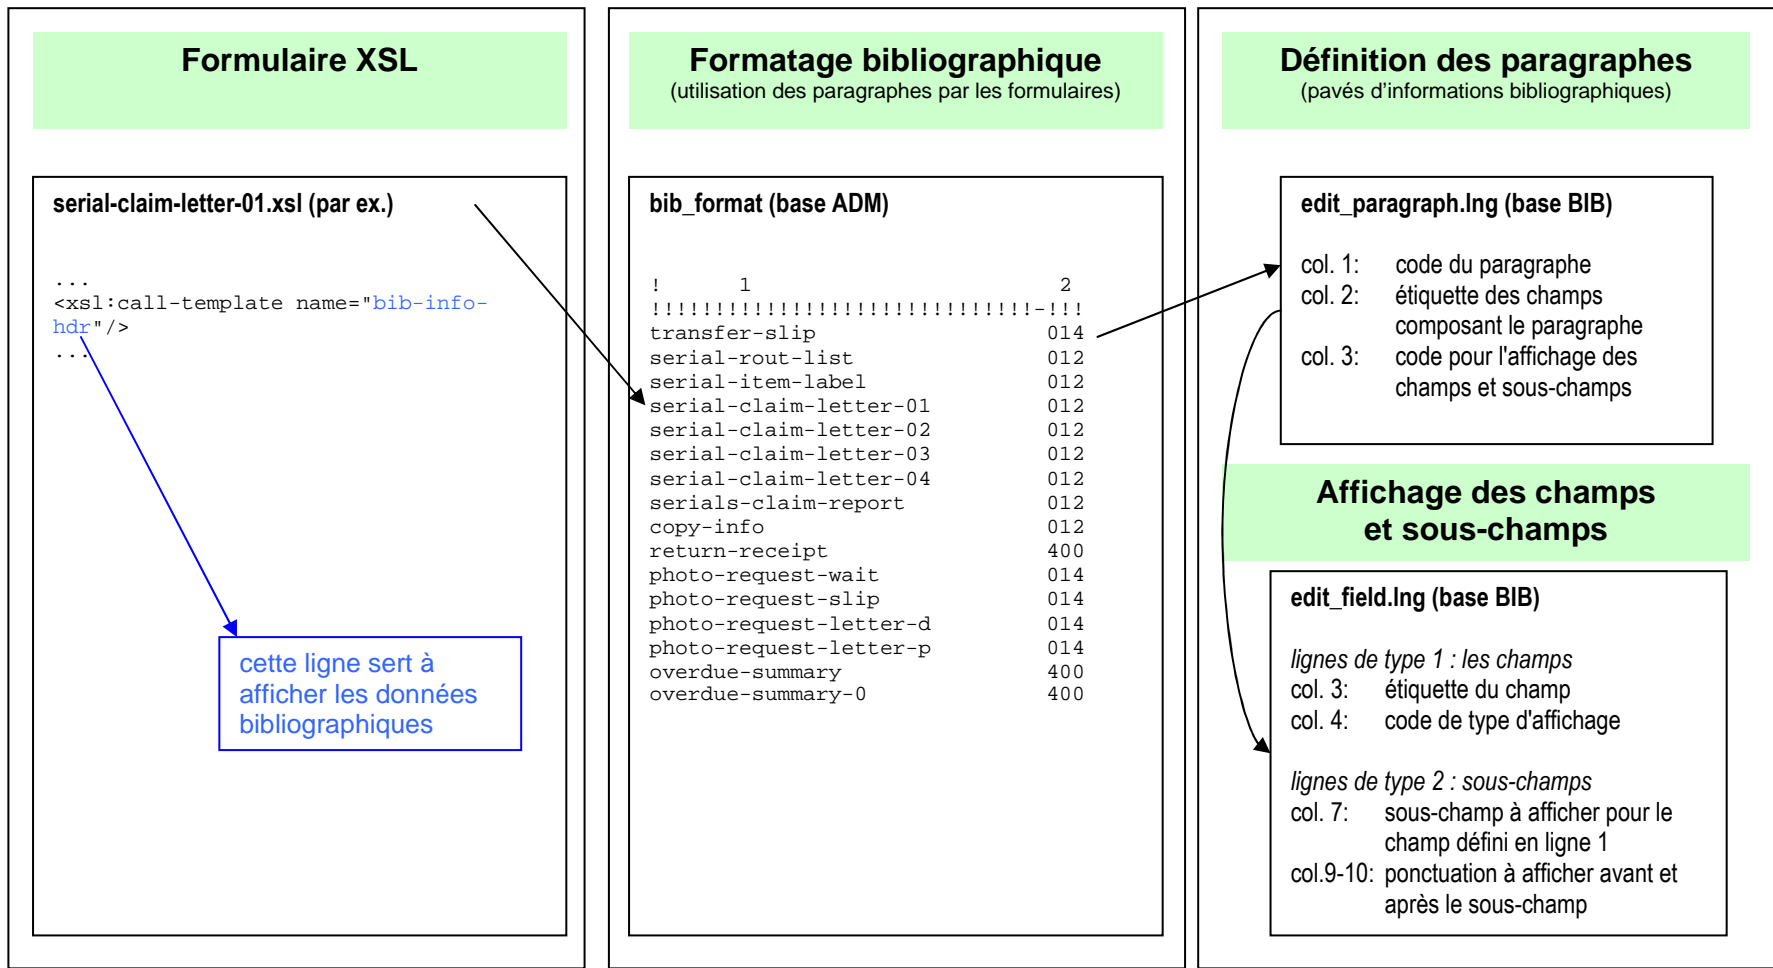 Formulaire XSL
serial-claim-letter-01.xsl (par ex.)
...
<xsl:call-template name="bib-info-
hdr"/>
...
cette ligne sert à
afficher les données
bibliographiques
Formatage bibliographique
(utilisation des paragraphes par les formulaires)
bib_format (base ADM)
! 1 2
!!!!!!!!!!!!!!!!!!!!!!!!!!!!!!-!!!
transfer-slip 014
serial-rout-list 012
serial-item-label 012
serial-claim-letter-01 012
serial-claim-letter-02 012
serial-claim-letter-03 012
serial-claim-letter-04 012
serials-claim-report 012
copy-info 012
return-receipt 400
photo-request-wait 014
photo-request-slip 014
photo-request-letter-d 014
photo-request-letter-p 014
overdue-summary 400
overdue-summary-0 400
Définition des paragraphes
(pavés d'informations bibliographiques)
edit_paragraph.lng (base BIB)
col. 1: code du paragraphe
col. 2: étiquette des champs
composant le paragraphe
col. 3: code pour l'affichage des
champs et sous-champs
Affichage des champs
et sous-champs
edit_field.lng (base BIB)
lignes de type 1 : les champs
col. 3: étiquette du champ
col. 4: code de type d'affichage
lignes de type 2 : sous-champs
col. 7: sous-champ à afficher pour le
champ défini en ligne 1
col.9-10: ponctuation à afficher avant et
après le sous-champ